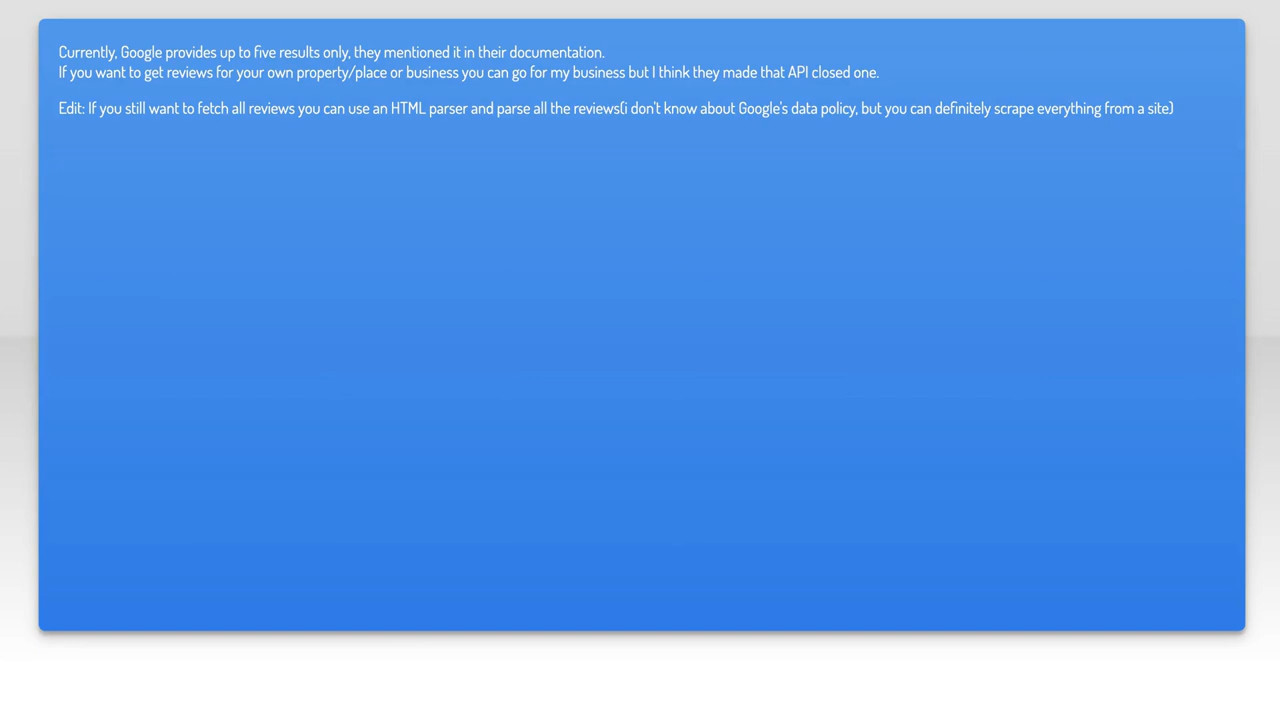 Currently, Google provides up to five results only, they mentioned it in their documentation.
If you want to get reviews for your own property/place or business you can go for my business but I think they made that API closed one.
Edit: If you still want to fetch all reviews you can use an HTML parser and parse all the reviews(i don't know about Google's data policy, but you can definitely scrape everything from a site)